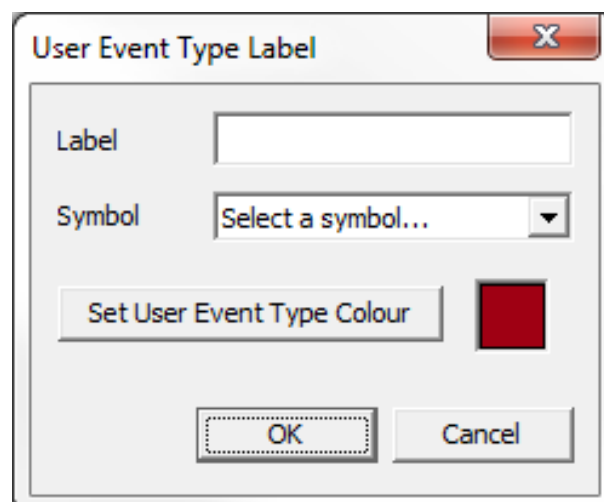 User Event Type Label
Label
Symbol Select a symbol...
Set User Event Type Colour
OK Cancel